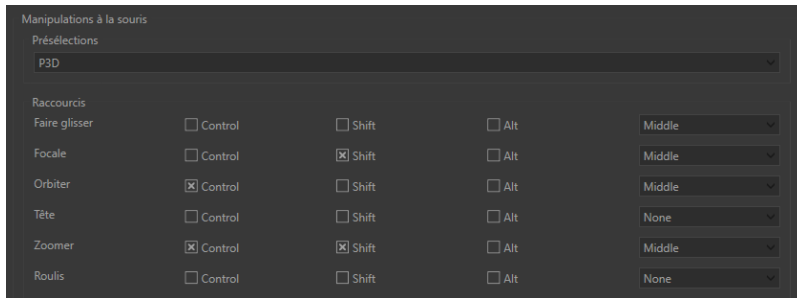 Manipulations à la souris
Présélections
P3D
Raccourcis
Faire glisser Control Shift Alt Middle
Focale Control Shift Alt Middle
Orbiter Control Shift Alt Middle
Tête Control Shift Alt None
Zoomer Control Shift Alt Middle
Roulis Control Shift Alt None